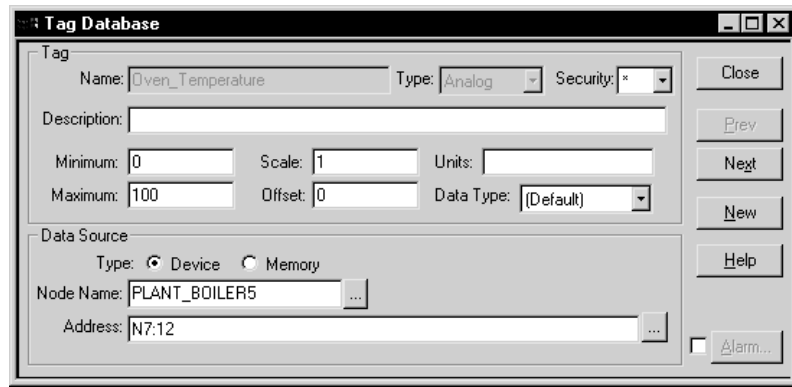 Tag Database
Tag
Name: Oven_Temperature Type: Analog Security: *
Close
Description:
Prev
Minimum: 0 Scale: 1 Units:
Next
Maximum: 100 Offset: 0 Data Type: (Default)
New
Data Source
Type: Device Memory
Help
Node Name: PLANT_BOILER5 ...
Address: N7:12 ...
Alarm...